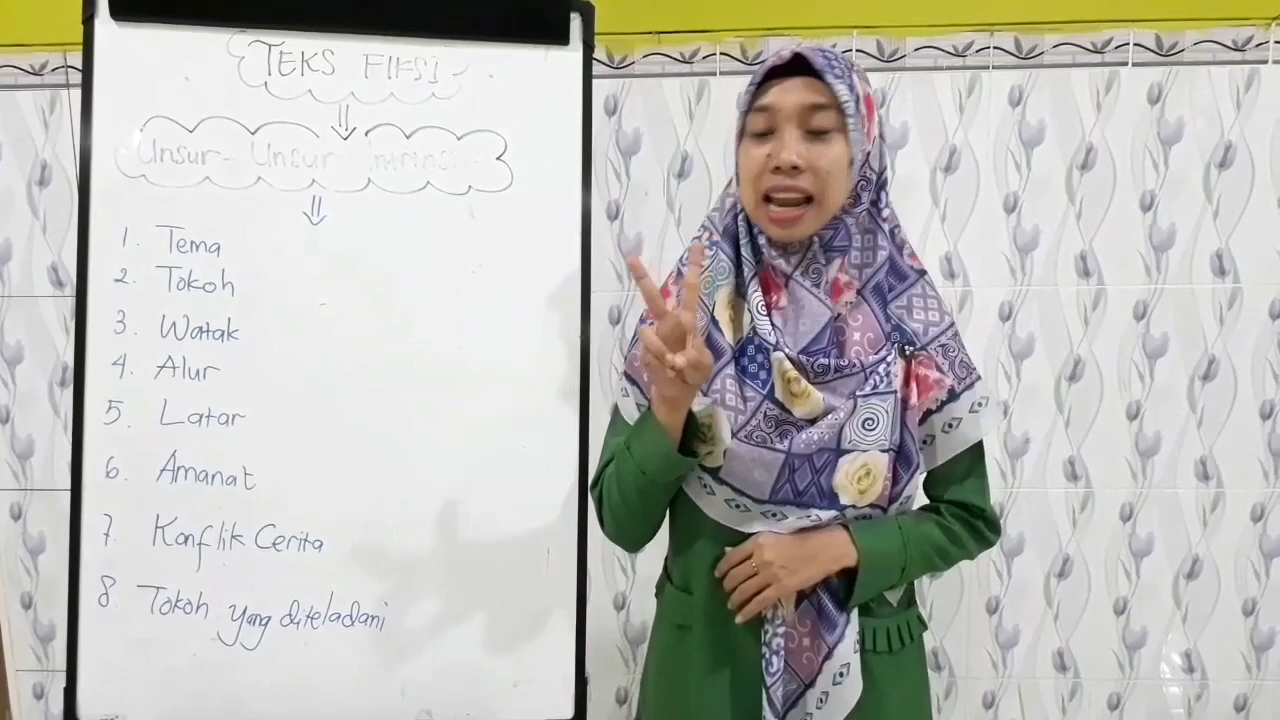 TEKS FIKSI
Unsur-Unsur Intrinsik
1. Tema
2. Tokoh
3. Watak
4. Alur
5. Latar
6. Amanat
7. Konflik Cerita
8. Tokoh yang diteladani